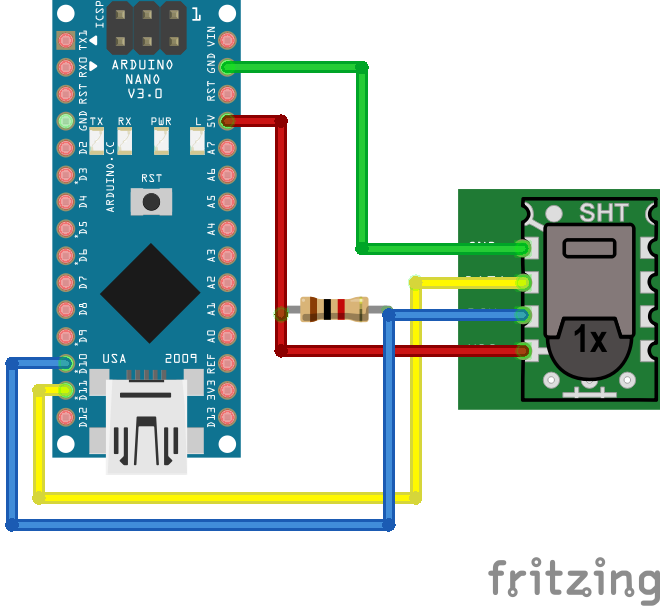 ICSP
1
TX1
RX0
RST
GND
D2
D3
D4
D5
D6
D7
D8
D9
D10
D11
D12
ARDUINO
NANO
V3.0
TX RX PWR L
ARDUINO.CC
RST
USA 2009
VIN
GND
RST
5V
A7
A6
A5
A4
A3
A2
A1
A0
REF
3V3
D13
SHT
1x
fritzing